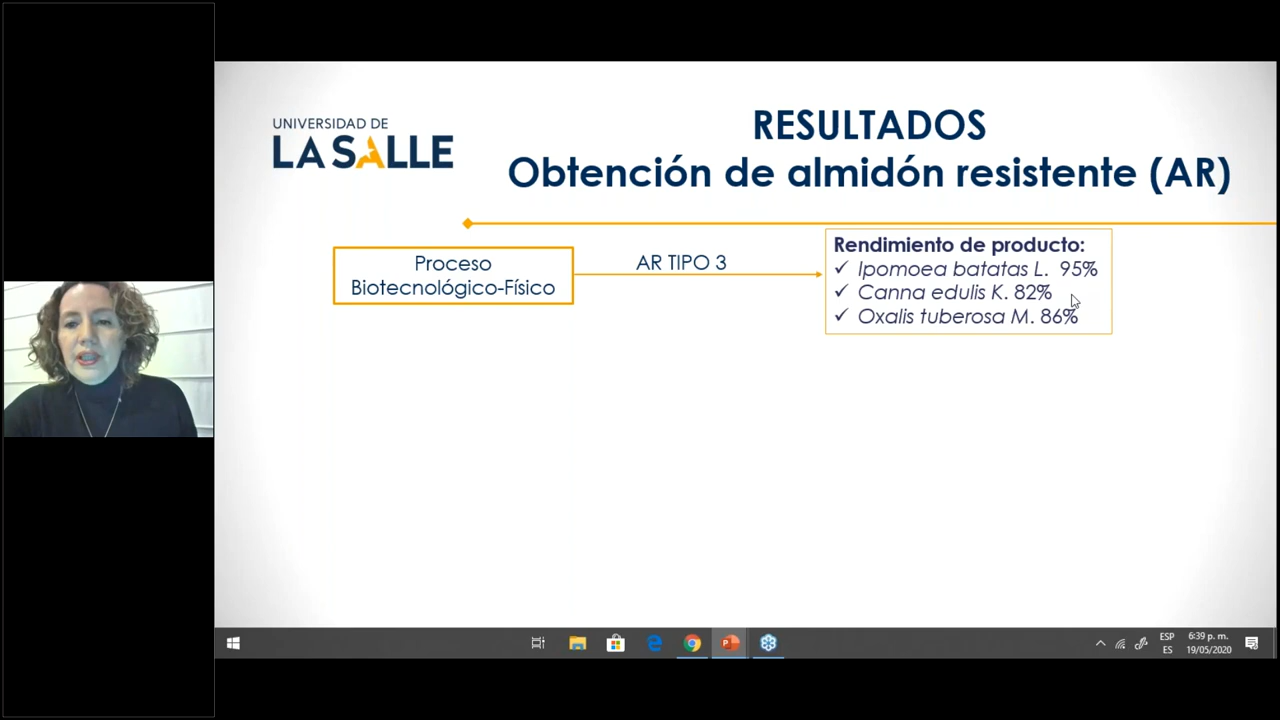 UNIVERSIDAD DE
LA SALLE
RESULTADOS
Obtención de almidón resistente (AR)
Proceso
Biotecnológico-Físico
AR TIPO 3
Rendimiento de producto:
✓ Ipomoea batatas L. 95%
✓ Canna edulis K. 82%
✓ Oxalis tuberosa M. 86%
ESP
ES
6:39 p. m.
19/05/2020